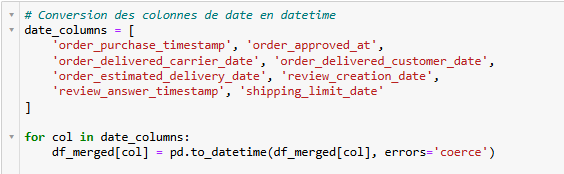 # Conversion des colonnes de date en datetime
date_columns = [
    'order_purchase_timestamp', 'order_approved_at',
    'order_delivered_carrier_date', 'order_delivered_customer_date',
    'order_estimated_delivery_date', 'review_creation_date',
    'review_answer_timestamp', 'shipping_limit_date'
]
for col in date_columns:
    df_merged[col] = pd.to_datetime(df_merged[col], errors='coerce')